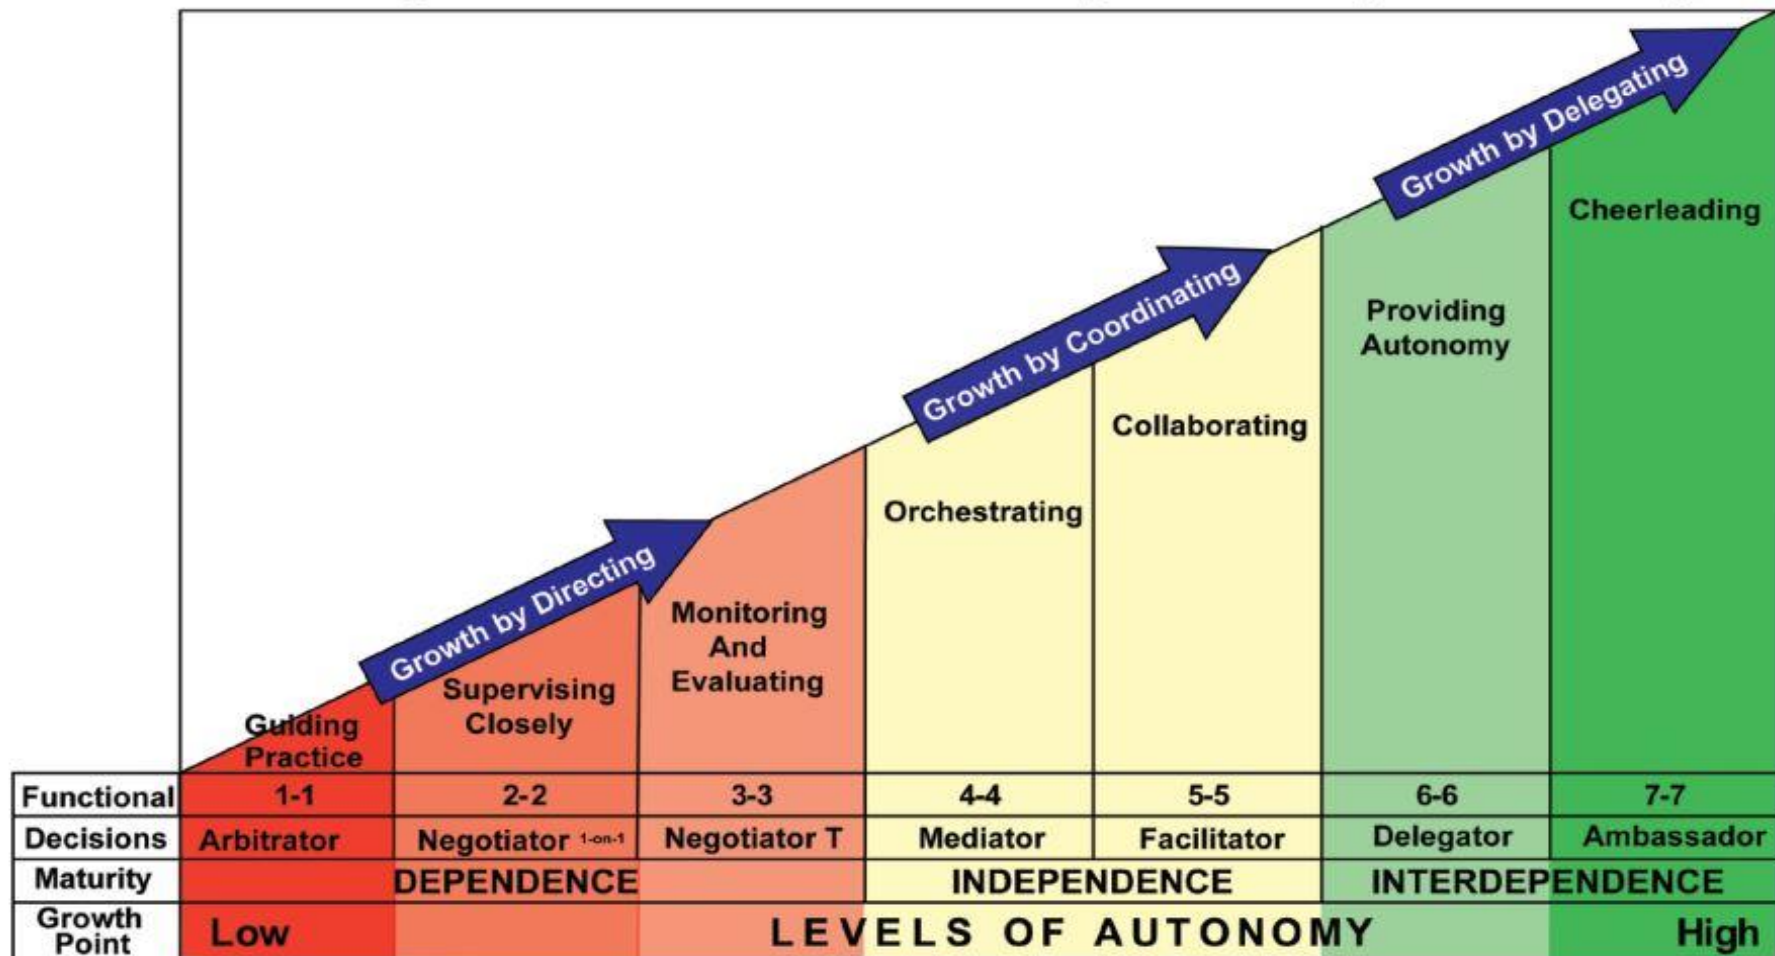 Growth by Delegating
Cheerleading
Growth by Coordinating
Providing
Autonomy
Collaborating
Orchestrating
Growth by Directing
Monitoring
And
Evaluating
Supervising
Closely
Guiding
Practice
Functional 1-1 2-2 3-3 4-4 5-5 6-6 7-7
Decisions Arbitrator Negotiator 1-on-1 Negotiator T Mediator Facilitator Delegator Ambassador
Maturity DEPENDENCE INDEPENDENCE INTERDEPENDENCE
Growth
Point Low LEVELS OF AUTONOMY High